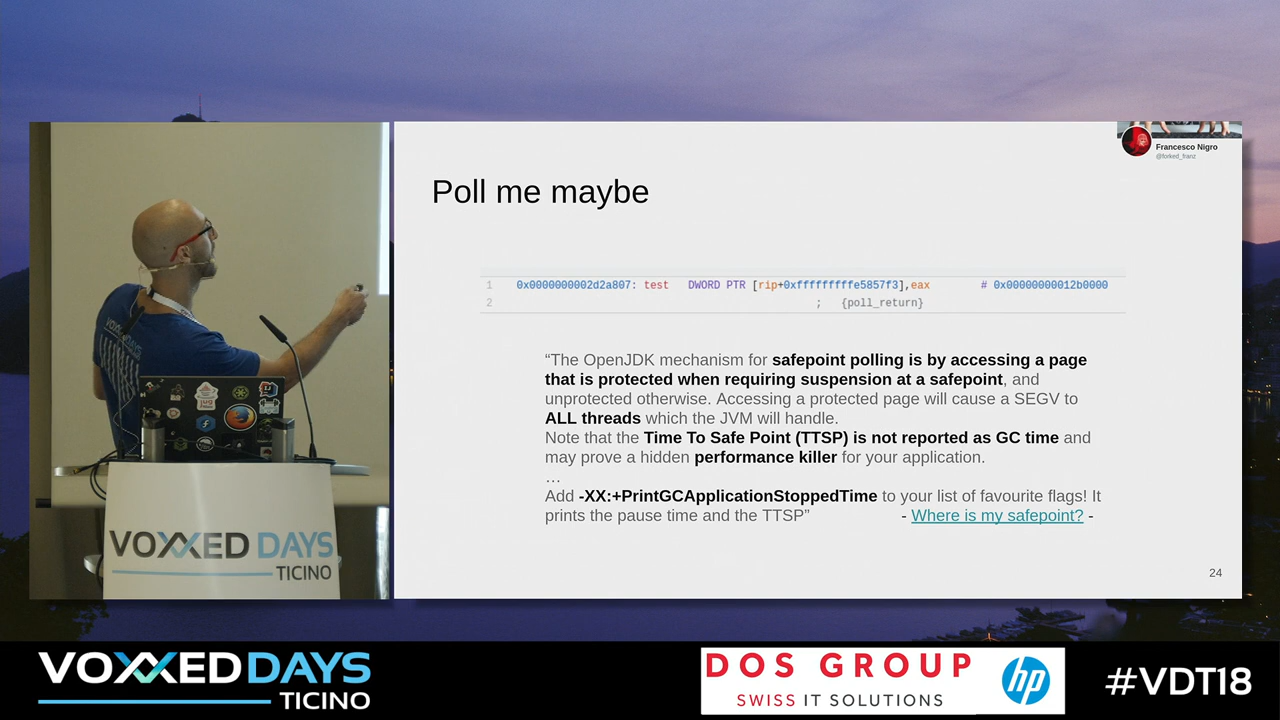 Francesco Nigro
@forked_franz
Poll me maybe
1 0x0000000002d2a807: test DWORD PTR [rip+0xfffffffffe5857f3],eax # 0x00000000012b0000
2 ; {poll_return}
“The OpenJDK mechanism for safepoint polling is by accessing a page
that is protected when requiring suspension at a safepoint, and
unprotected otherwise. Accessing a protected page will cause a SEGV to
ALL threads which the JVM will handle.
Note that the Time To Safe Point (TTSP) is not reported as GC time and
may prove a hidden performance killer for your application.
…
Add -XX:+PrintGCApplicationStoppedTime to your list of favourite flags! It
prints the pause time and the TTSP” - Where is my safepoint? -
24
VOXXED DAYS
TICINO
VOXXED DAYS
TICINO
DOS GROUP
SWISS IT SOLUTIONS
hp
#VDT18